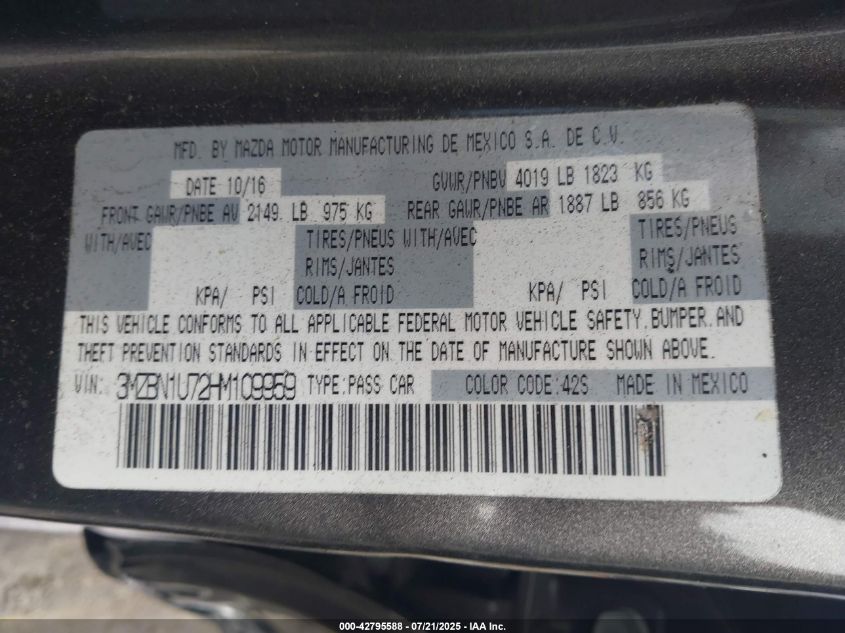 MFD. BY MAZDA MOTOR MANUFACTURING DE MEXICO S.A. DE C.V.
DATE 10/16 GVWR/PNBV 4019 LB 1823 KG
FRONT GAWR/PNBE AV 2149. LB 975 KG REAR GAWR/PNBE AR 1887 LB 856 KG
WITH/AVEC TIRES/PNEUS WITH/AVEC TIRES/PNEUS
RIMS/JANTES RIMS/JANTES
KPA/ PSI COLD/A FROID KPA/ PSI COLD/A FROID
THIS VEHICLE CONFORMS TO ALL APPLICABLE FEDERAL MOTOR VEHICLE SAFETY, BUMPER, AND
THEFT PREVENTION STANDARDS IN EFFECT ON THE DATE OF MANUFACTURE SHOWN ABOVE.
VIN: 3MZBN1U72HM109959 TYPE:PASS CAR COLOR CODE:42S MADE IN MEXICO
000-42795588 - 07/21/2025 - IAA Inc.